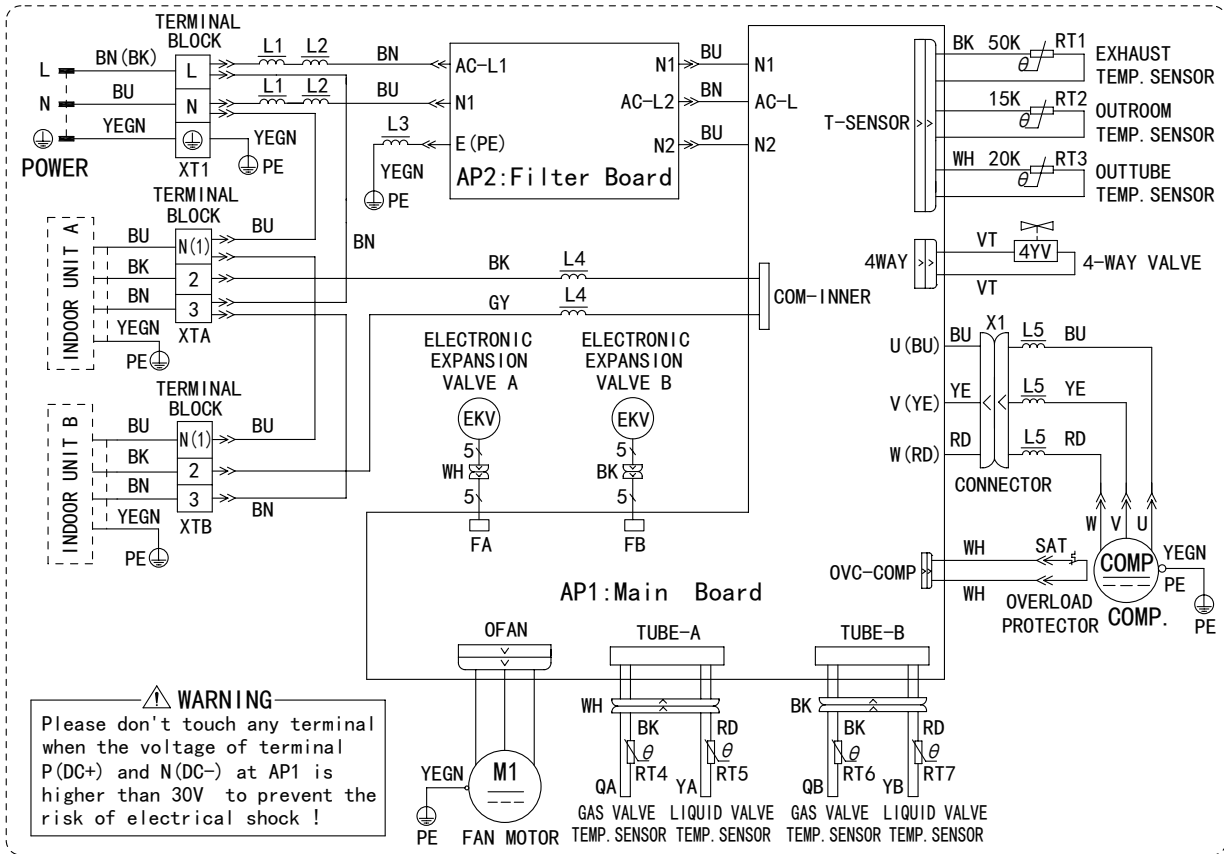 TERMINAL
BLOCK
L
BN(BK)
L
L1
L2
BN
N
BU
N
L1
L2
BU
YEGN
YEGN
PE
POWER
XT1
L3
YEGN
PE
AC-L1
N1
E(PE)
N1
AC-L2
N2
AP2:Filter Board
BU
BN
BU
N1
AC-L
N2
T-SENSOR
BK
50K
θ
RT1
EXHAUST
TEMP.SENSOR
15K
θ
RT2
OUTROOM
TEMP.SENSOR
WH
20K
θ
RT3
OUTTUBE
TEMP.SENSOR
TERMINAL
BLOCK
INDOOR UNIT A
BU
N(1)
BU
BK
2
BN
3
YEGN
XTA
PE
BN
BK
L4
GY
L4
COM-INNER
4WAY
VT
4YV
VT
4-WAY VALVE
TERMINAL
BLOCK
INDOOR UNIT B
BU
N(1)
BU
BK
2
BN
3
BN
YEGN
XTB
PE
ELECTRONIC
EXPANSION
VALVE A
EKV
5
WH
5
FA
ELECTRONIC
EXPANSION
VALVE B
EKV
5
BK
5
FB
U(BU)
BU
X1
L5
BU
V(YE)
YE
L5
YE
W(RD)
RD
L5
RD
CONNECTOR
W
V
U
OVC-COMP
WH
SAT
WH
OVERLOAD
PROTECTOR
COMP
COMP.
YEGN
PE
PE
AP1:Main Board
OFAN
TUBE-A
TUBE-B
WH
BK
θ
RT4
RD
θ
RT5
QA
YA
GAS VALVE
TEMP.SENSOR
LIQUID VALVE
TEMP.SENSOR
BK
BK
θ
RT6
RD
θ
RT7
QB
YB
GAS VALVE
TEMP.SENSOR
LIQUID VALVE
TEMP.SENSOR
YEGN
PE
M1
FAN MOTOR
WARNING
Please don't touch any terminal
when the voltage of terminal
P(DC+) and N(DC-) at AP1 is
higher than 30V to prevent the
risk of electrical shock !